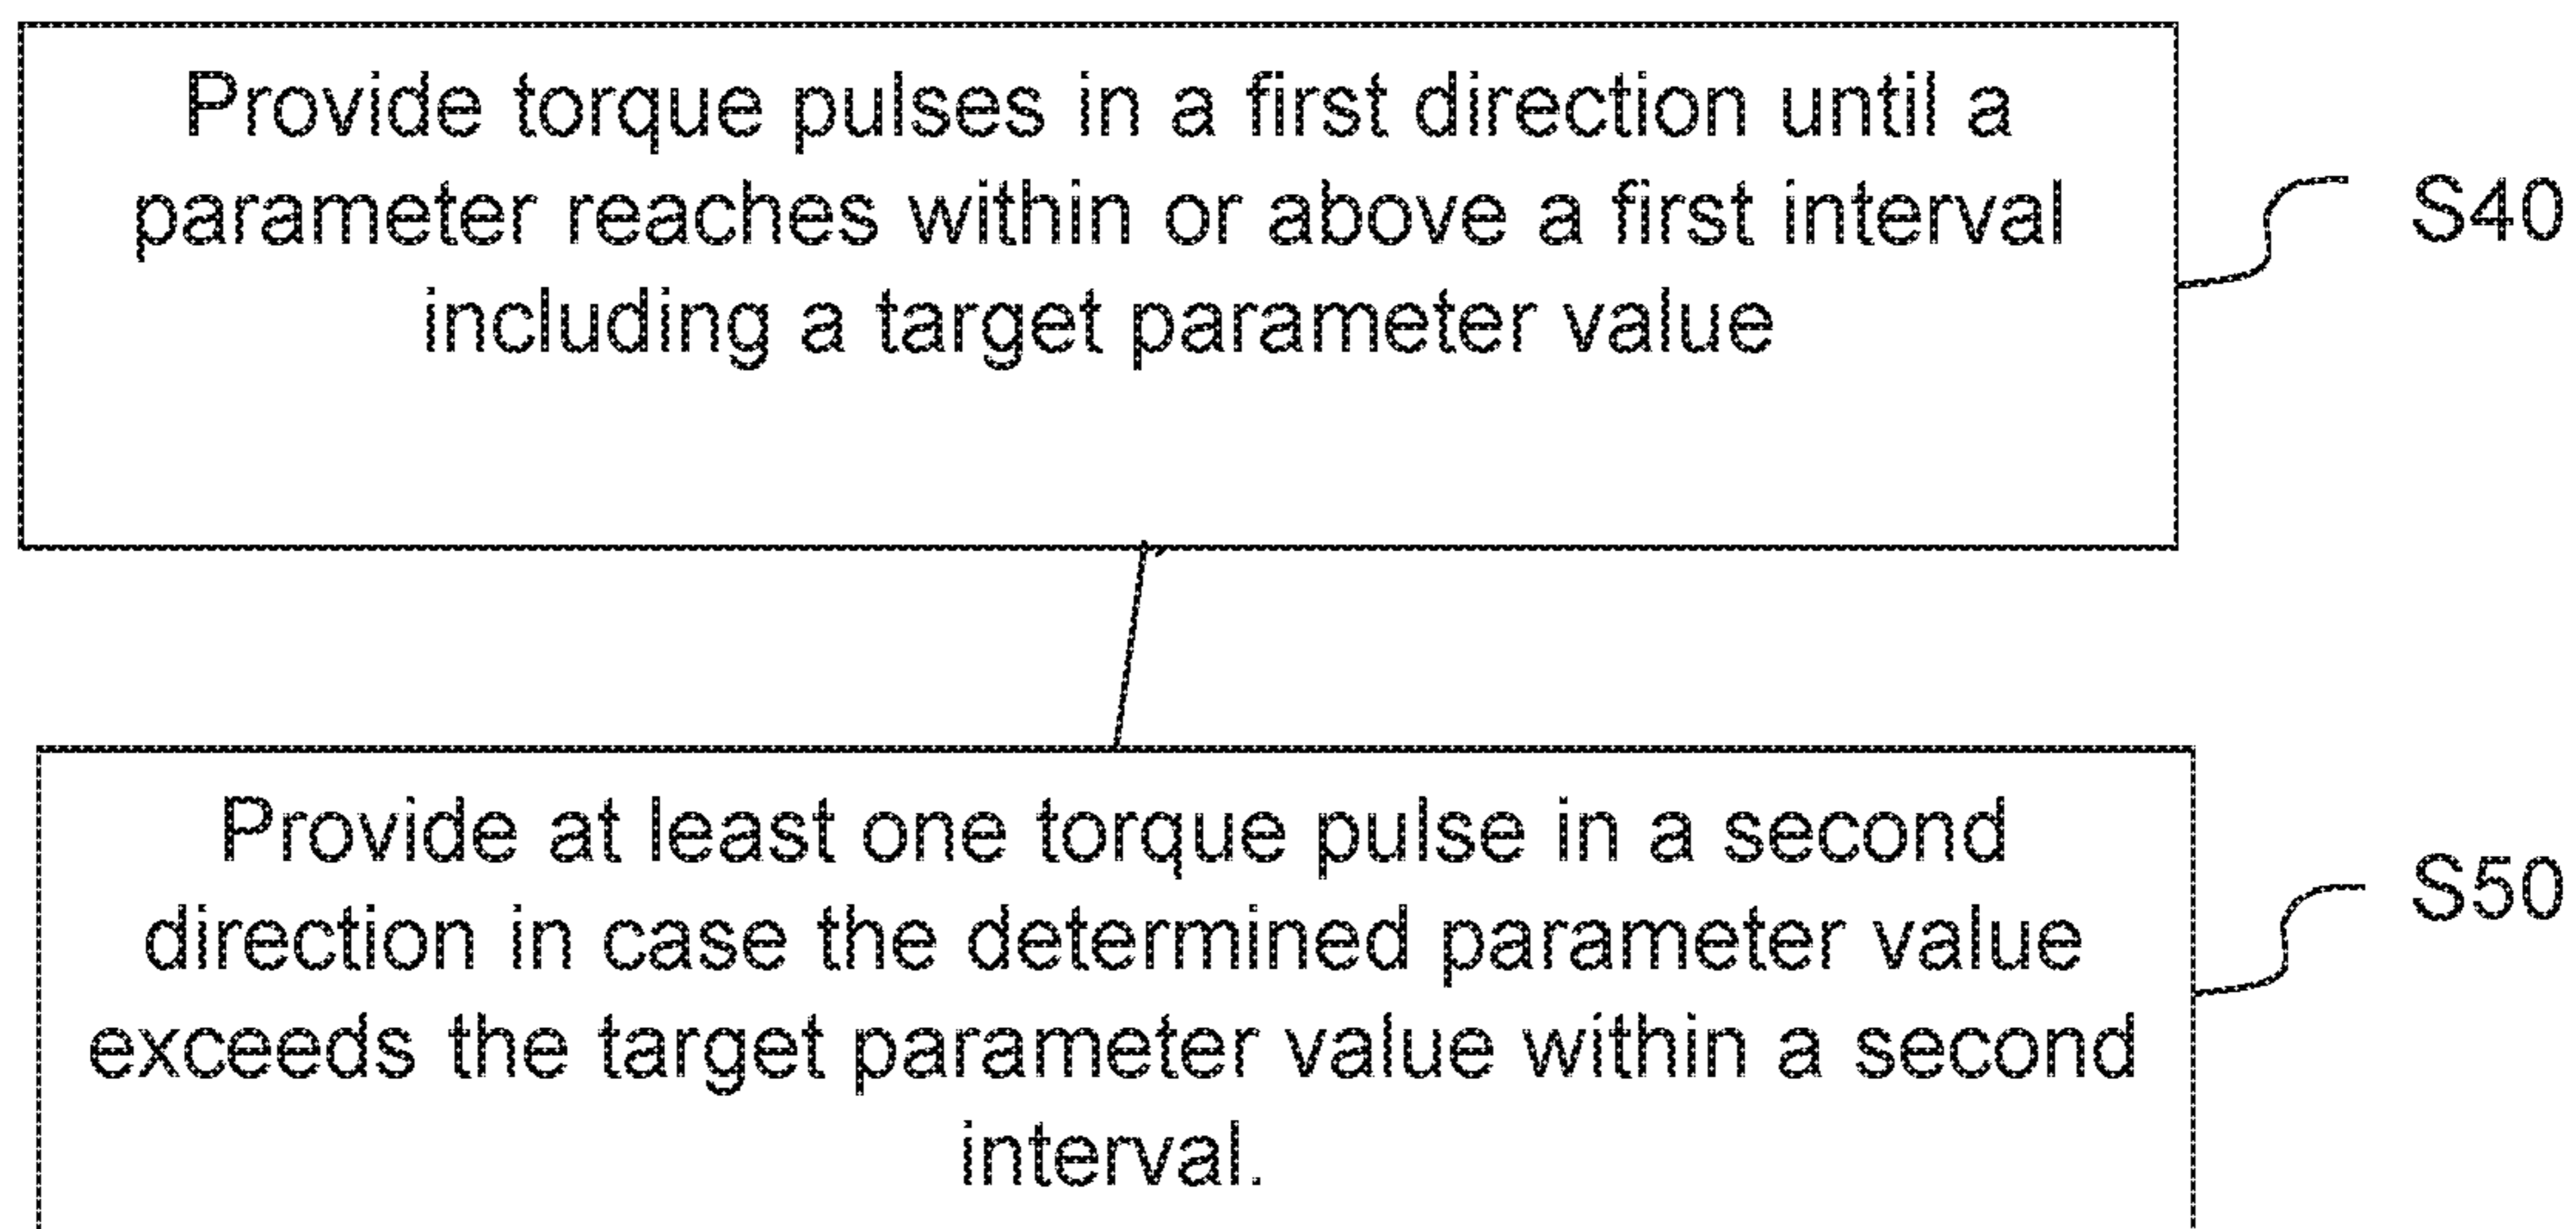 Provide torque pulses in a first direction until a
parameter reaches within or above a first interval
including a target parameter value
S40
Provide at least one torque pulse in a second
direction in case the determined parameter value
exceeds the target parameter value within a second
interval.
S50